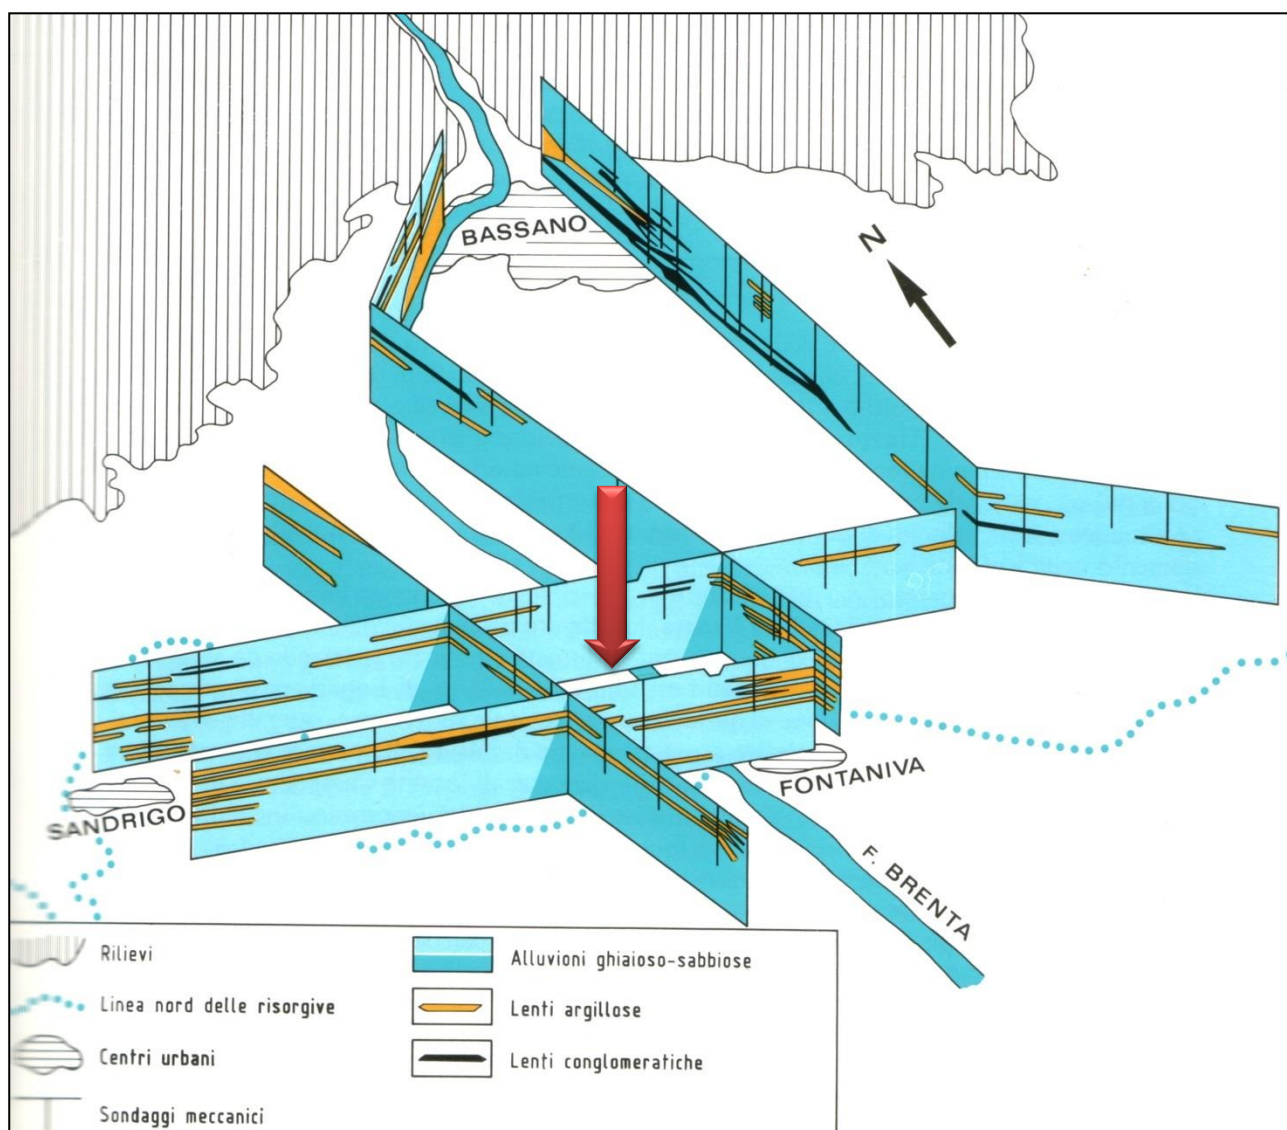 BASSANO
N
SANDRIGO
FONTANIVA
F. BRENTA
Rilievi
Linea nord delle risorgive
Centri urbani
Sondaggi meccanici
Alluvioni ghiaioso-sabbiose
Lenti argillose
Lenti conglomeratiche